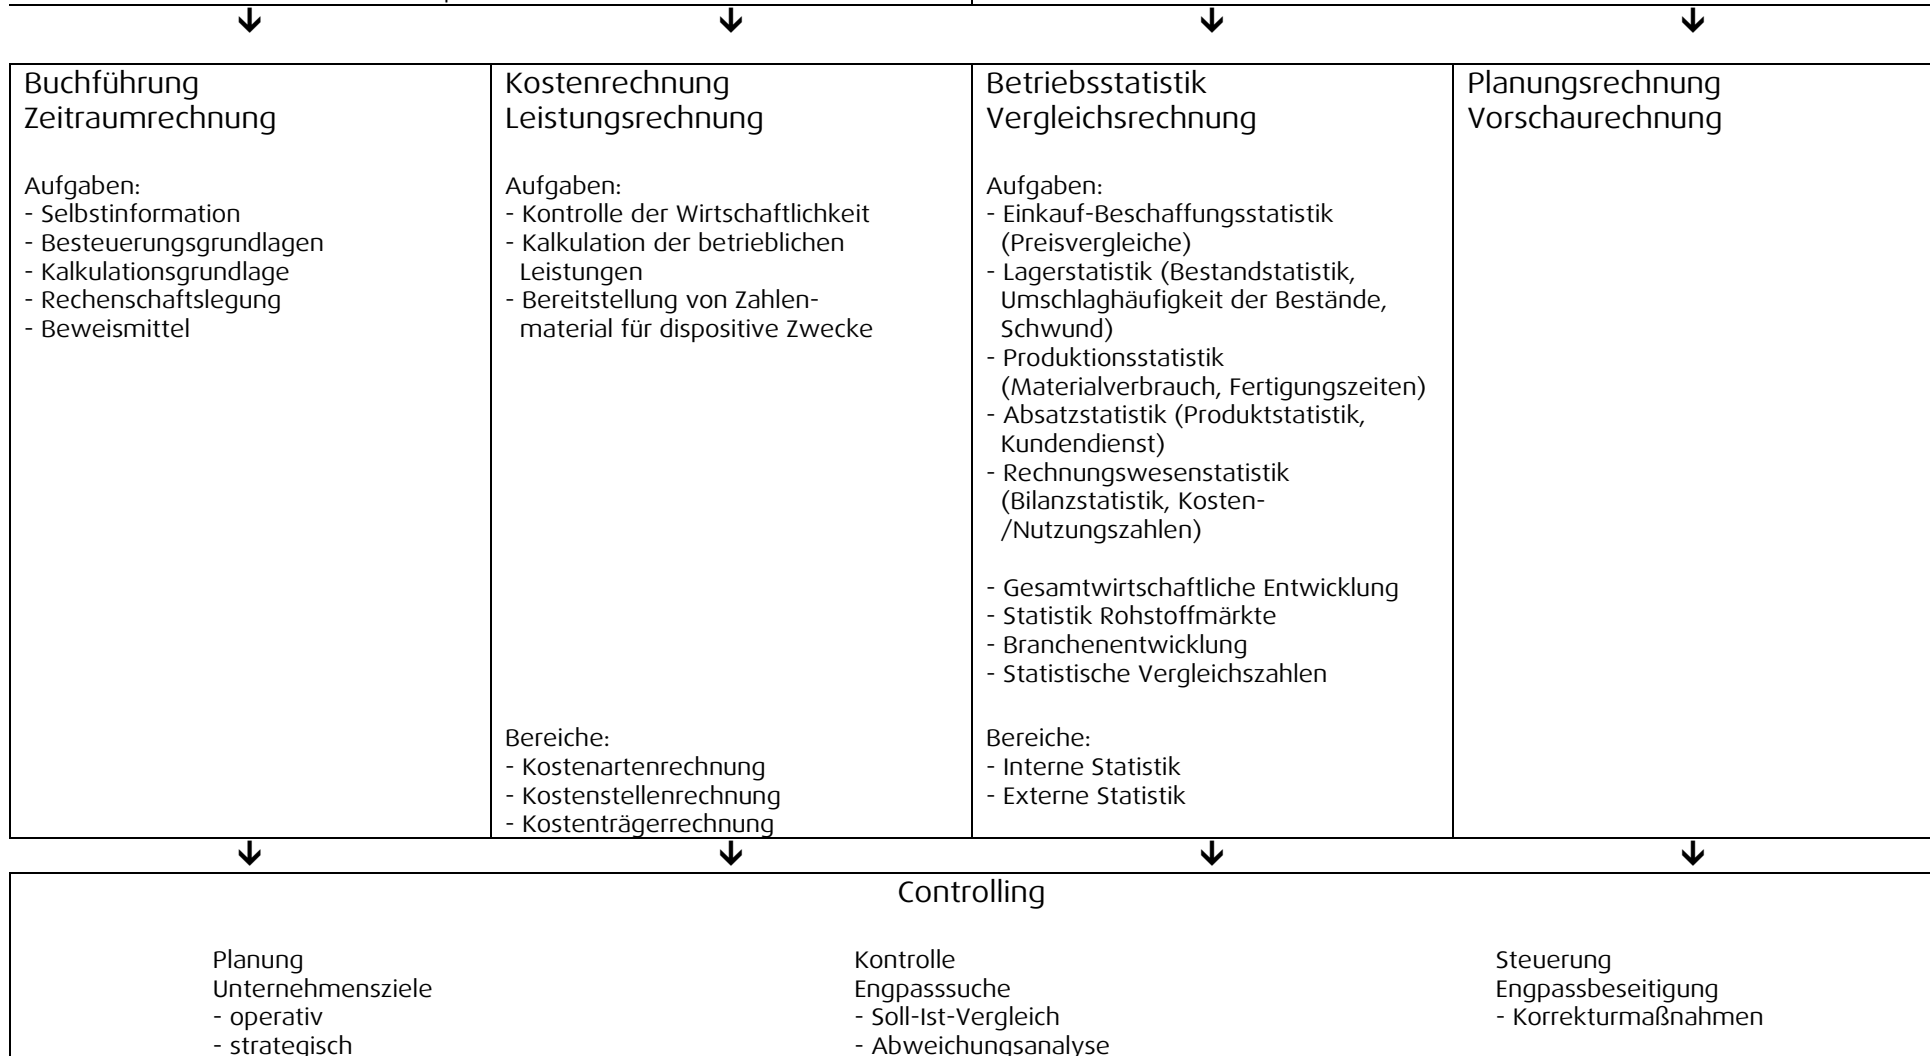 Buchführung
Zeitraumrechnung
Aufgaben:
- Selbstinformation
- Besteuerungsgrundlagen
- Kalkulationsgrundlage
- Rechenschaftslegung
- Beweismittel
Kostenrechnung
Leistungsrechnung
Aufgaben:
- Kontrolle der Wirtschaftlichkeit
- Kalkulation der betrieblichen
Leistungen
- Bereitstellung von Zahlen-
material für dispositive Zwecke
Bereiche:
- Kostenartenrechnung
- Kostenstellenrechnung
- Kostenträgerrechnung
Betriebsstatistik
Vergleichsrechnung
Aufgaben:
- Einkauf-Beschaffungsstatistik
(Preisvergleiche)
- Lagerstatistik (Bestandstatistik,
Umschlaghäufigkeit der Bestände,
Schwund)
- Produktionsstatistik
(Materialverbrauch, Fertigungszeiten)
- Absatzstatistik (Produktstatistik,
Kundendienst)
- Rechnungswesenstatistik
(Bilanzstatistik, Kosten-
/Nutzungszahlen)
- Gesamtwirtschaftliche Entwicklung
- Statistik Rohstoffmärkte
- Branchenentwicklung
- Statistische Vergleichszahlen
Bereiche:
- Interne Statistik
- Externe Statistik
Planungsrechnung
Vorschaurechnung
Controlling
Planung
Unternehmensziele
- operativ
- strategisch
Kontrolle
Engpasssuche
- Soll-Ist-Vergleich
- Abweichungsanalyse
Steuerung
Engpassbeseitigung
- Korrekturmaßnahmen